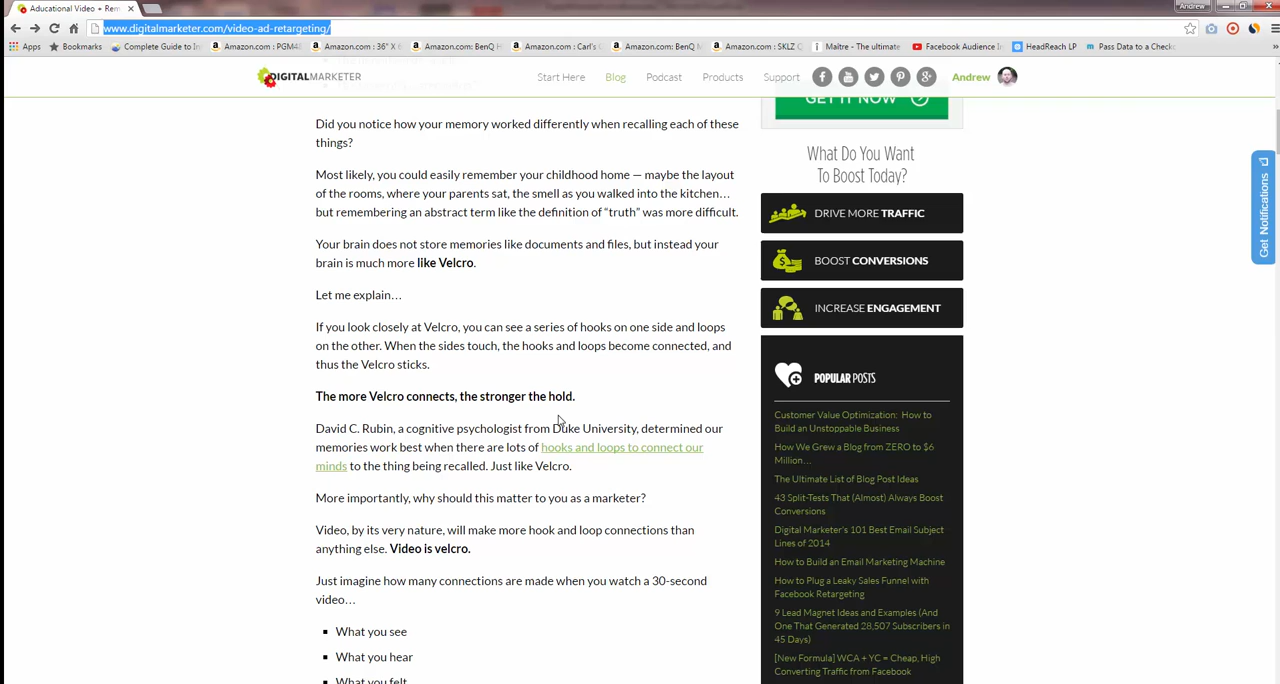 Aducational Video + Rem
Andrew
www.digitalmarketer.com/video-ad-retargeting/
Apps
Bookmarks
Complete Guide to In
Amazon.com : PGM48
Amazon.com : 36" X 6
Amazon.com: BenQ H
Amazon.com : Carl's G
Amazon.com: BenQ M
Amazon.com : SKLZ Q
Maitre - The ultimate
Facebook Audience In
HeadReach LP
Pass Data to a Checko
DIGITALMARKETER
Start Here
Blog
Podcast
Products
Support
Andrew
Did you notice how your memory worked differently when recalling each of these
things?
Most likely, you could easily remember your childhood home — maybe the layout
of the rooms, where your parents sat, the smell as you walked into the kitchen…
but remembering an abstract term like the definition of “truth” was more difficult.
Your brain does not store memories like documents and files, but instead your
brain is much more like Velcro.
Let me explain…
If you look closely at Velcro, you can see a series of hooks on one side and loops
on the other. When the sides touch, the hooks and loops become connected, and
thus the Velcro sticks.
The more Velcro connects, the stronger the hold.
David C. Rubin, a cognitive psychologist from Duke University, determined our
memories work best when there are lots of hooks and loops to connect our
minds to the thing being recalled. Just like Velcro.
More importantly, why should this matter to you as a marketer?
Video, by its very nature, will make more hook and loop connections than
anything else. Video is velcro.
Just imagine how many connections are made when you watch a 30-second
video…
What you see
What you hear
What you felt
GET IT NOW
What Do You Want
To Boost Today?
DRIVE MORE TRAFFIC
BOOST CONVERSIONS
INCREASE ENGAGEMENT
POPULAR POSTS
Customer Value Optimization: How to
Build an Unstoppable Business
How We Grew a Blog from ZERO to $6
Million…
The Ultimate List of Blog Post Ideas
43 Split-Tests That (Almost) Always Boost
Conversions
Digital Marketer's 101 Best Email Subject
Lines of 2014
How to Build an Email Marketing Machine
How to Plug a Leaky Sales Funnel with
Facebook Retargeting
9 Lead Magnet Ideas and Examples (And
One That Generated 28,507 Subscribers in
45 Days)
[New Formula] WCA + YC = Cheap, High
Converting Traffic from Facebook
Get Notifications